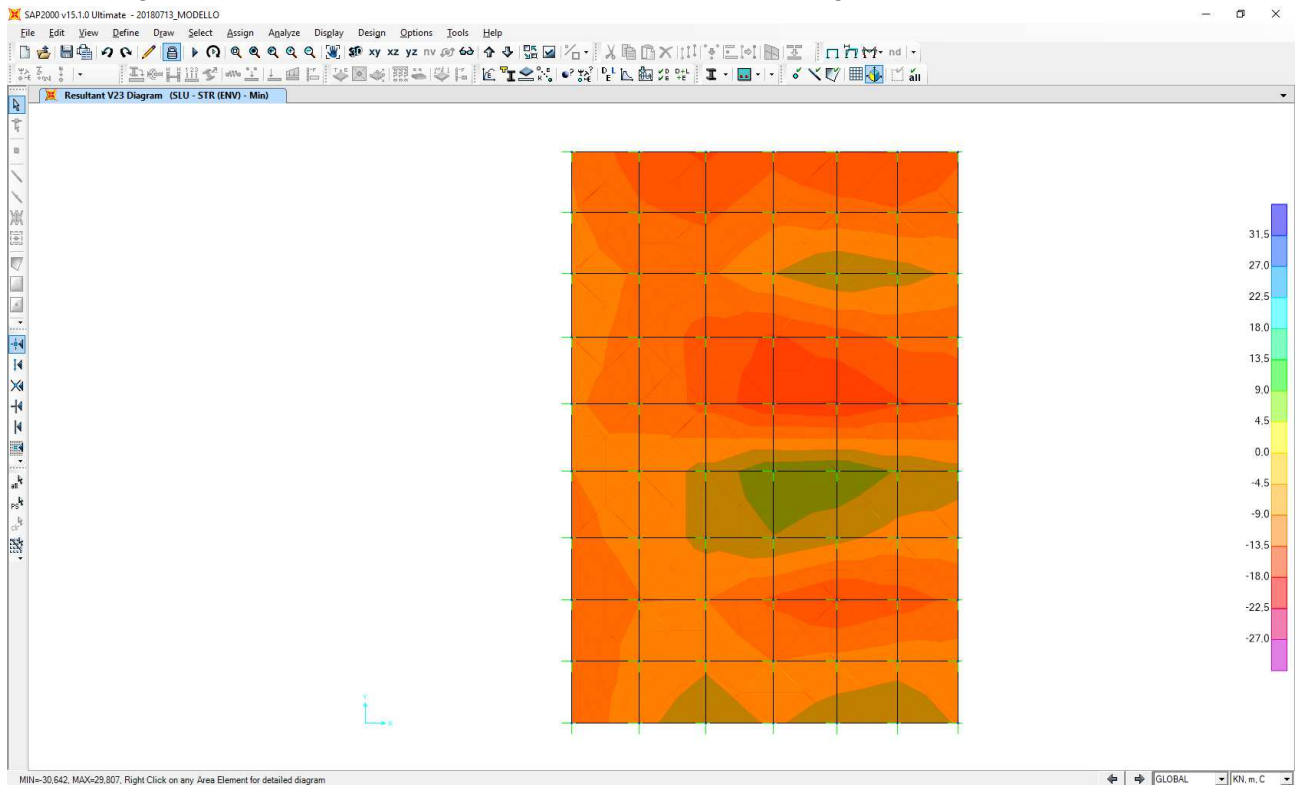 SAP2000 v15.1.0 Ultimate - 20180713_MODELLO
File Edit View Define Draw Select Assign Analyze Display Design Options Tools Help
xy xz yz nv
nd
all
Resultant V23 Diagram (SLU - STR (ENV) - Min)
31,5
27,0
22,5
18,0
13,5
9,0
4,5
0,0
-4,5
-9,0
-13,5
-18,0
-22,5
-27,0
all
PS
clr
Y
X
MIN=-30,642, MAX=29,807, Right Click on any Area Element for detailed diagram
GLOBAL
KN, m, C